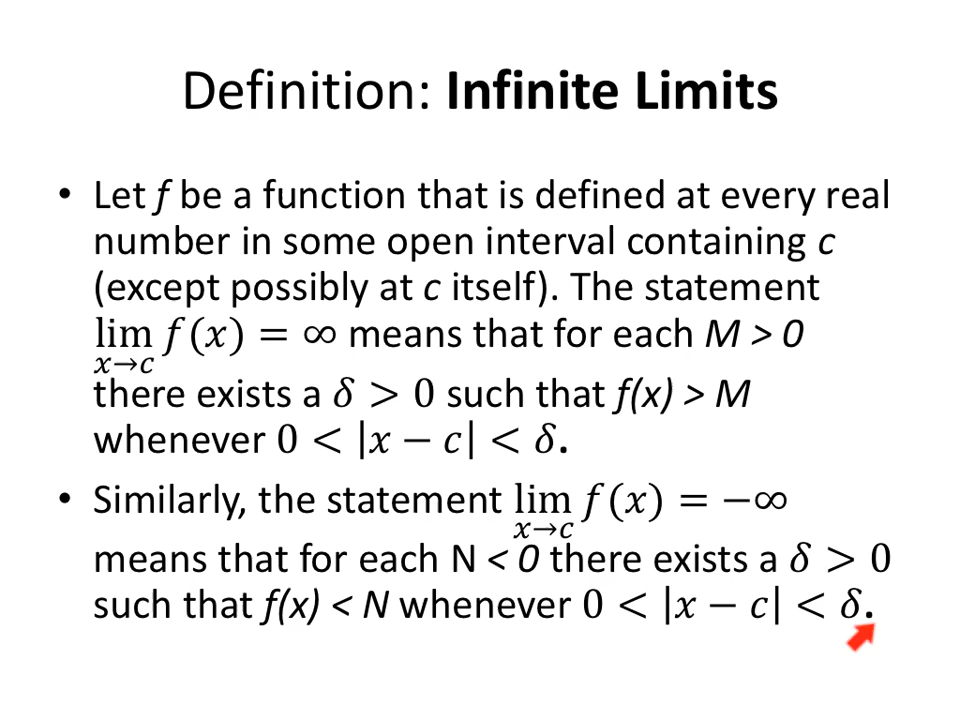 Definition: Infinite Limits
• Let f be a function that is defined at every real
number in some open interval containing c
(except possibly at c itself). The statement
lim f(x) = ∞ means that for each M > 0
x→c
there exists a δ > 0 such that f(x) > M
whenever 0 < |x − c| < δ.
• Similarly, the statement lim f(x) = −∞
x→c
means that for each N < 0 there exists a δ > 0
such that f(x) < N whenever 0 < |x − c| < δ.